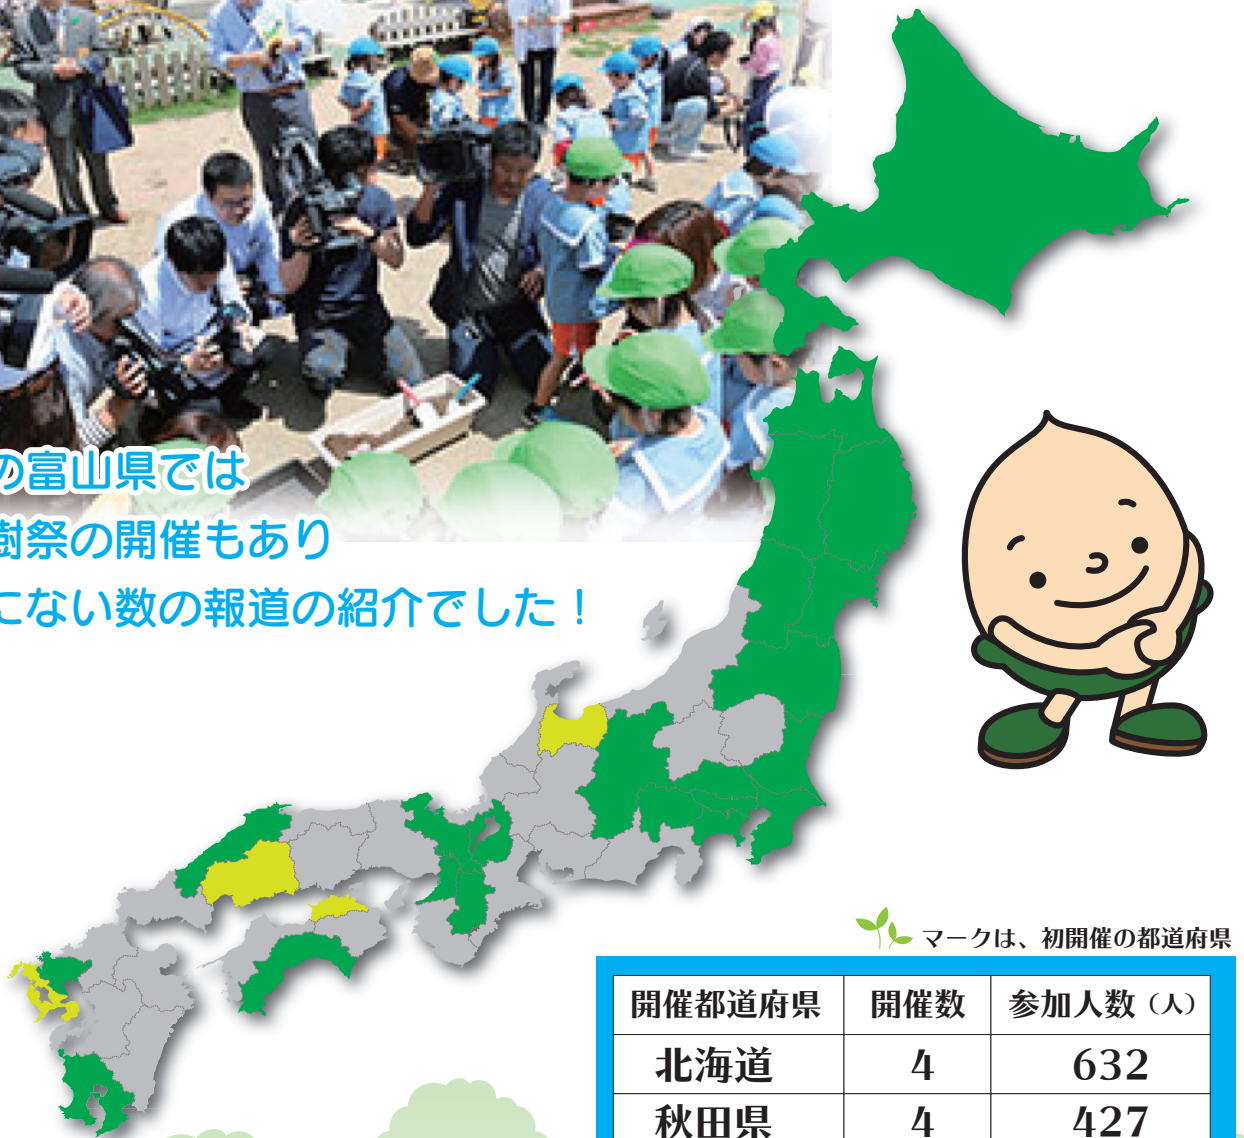 の富山県では
樹祭の開催もあり
にない数の報道の紹介でした！
マークは、初開催の都道府県
開催都道府県 開催数 参加人数（人）
北海道 4 632
秋田県 4 427